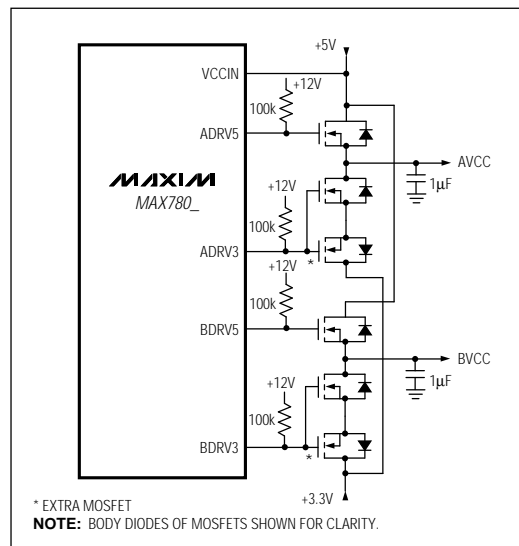 +5V
VCCIN
+12V
100k
ADRV5
AVCC
1µF
MAXIM
MAX780_
+12V
100k
ADRV3
*
+12V
100k
BDRV5
BVCC
1µF
+12V
100k
BDRV3
*
+3.3V
* EXTRA MOSFET
NOTE: BODY DIODES OF MOSFETS SHOWN FOR CLARITY.